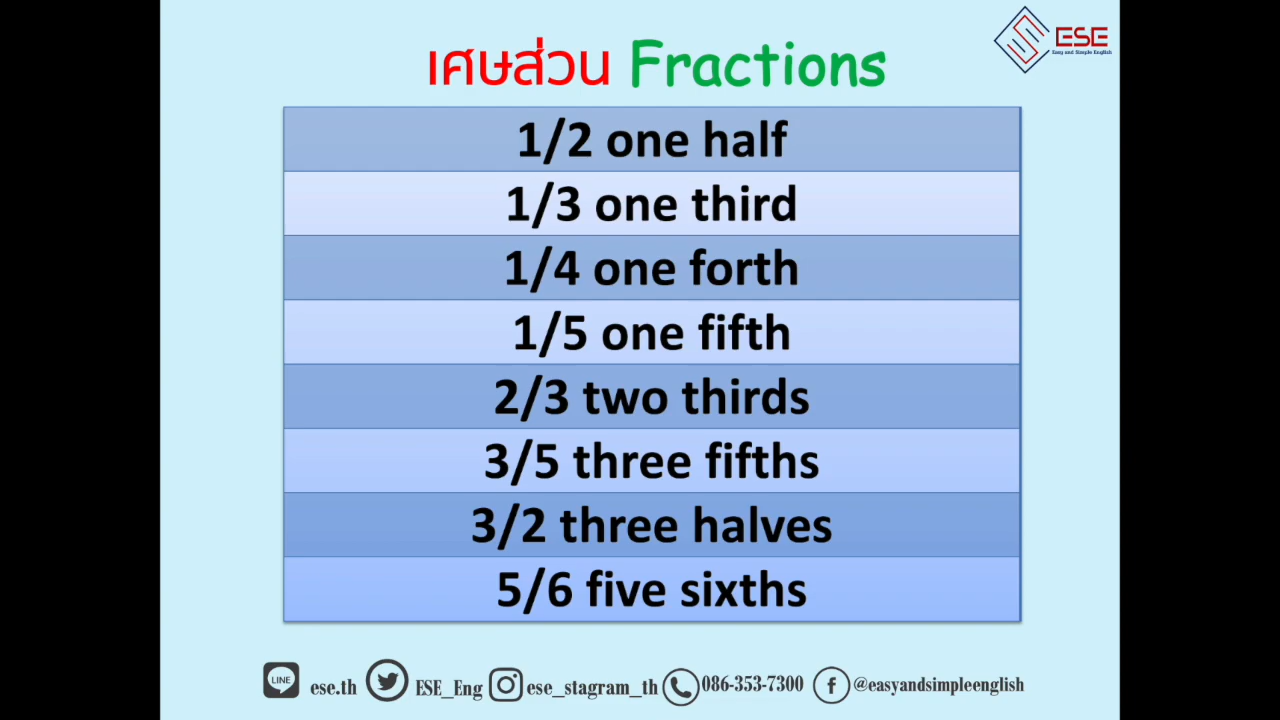 ESE
Easy and Simple English
เศษส่วน Fractions
1/2 one half
1/3 one third
1/4 one forth
1/5 one fifth
2/3 two thirds
3/5 three fifths
3/2 three halves
5/6 five sixths
LINE ese.th ESE_Eng ese_stagram_th 086-353-7300 f @easyandsimpleenglish